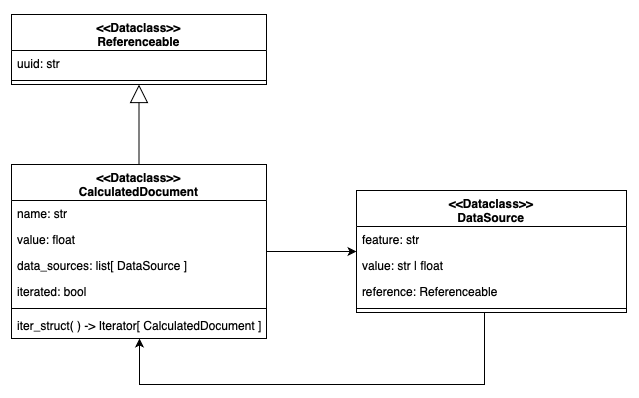 <<Dataclass>>
Referenceable
uuid: str
<<Dataclass>>
CalculatedDocument
name: str
value: float
data_sources: list[ DataSource ]
iterated: bool
iter_struct( ) -> Iterator[ CalculatedDocument ]
<<Dataclass>>
DataSource
feature: str
value: str | float
reference: Referenceable